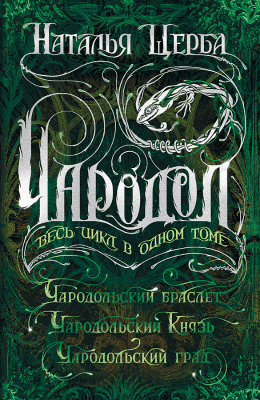 Наталья Щерба
Чародол
весь цикл в одном томе
Чародольский браслет
Чародольский Князь
Чародольский град